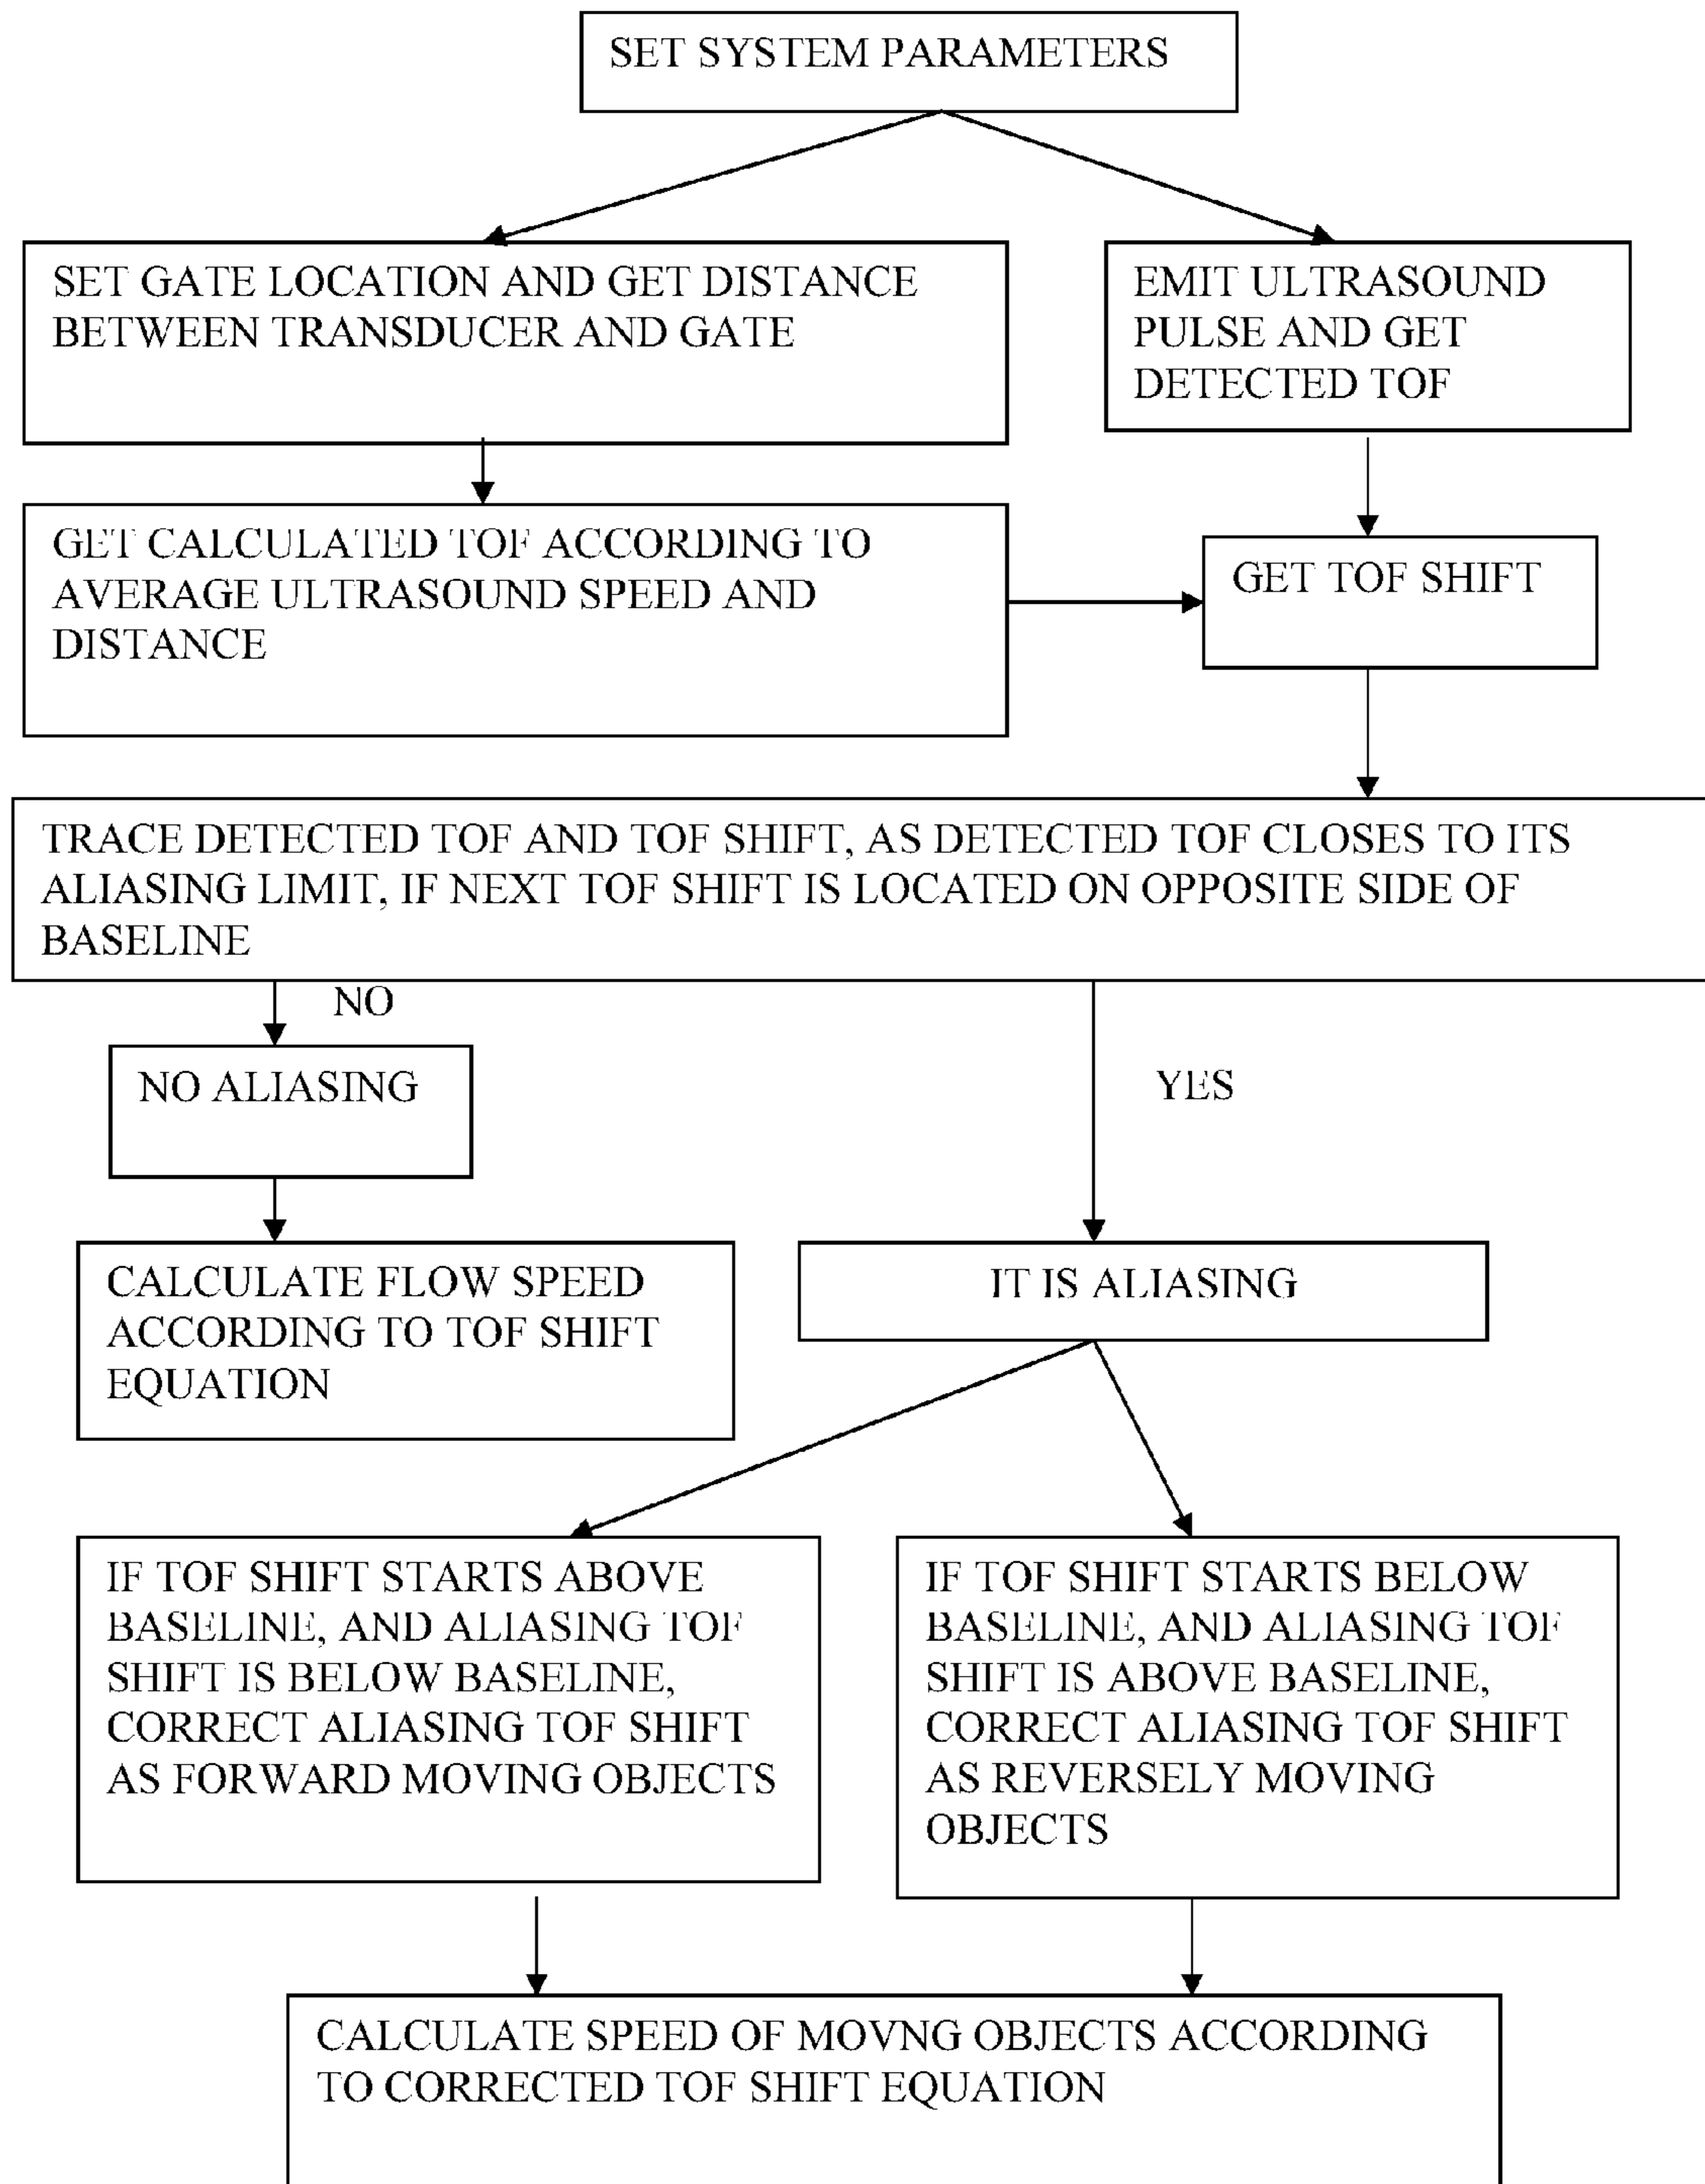 SET SYSTEM PARAMETERS
SET GATE LOCATION AND GET DISTANCE
BETWEEN TRANSDUCER AND GATE
EMIT ULTRASOUND
PULSE AND GET
DETECTED TOF
GET CALCULATED TOF ACCORDING TO
AVERAGE ULTRASOUND SPEED AND
DISTANCE
GET TOF SHIFT
TRACE DETECTED TOF AND TOF SHIFT, AS DETECTED TOF CLOSES TO ITS
ALIASING LIMIT, IF NEXT TOF SHIFT IS LOCATED ON OPPOSITE SIDE OF
BASELINE
NO
NO ALIASING
YES
CALCULATE FLOW SPEED
ACCORDING TO TOF SHIFT
EQUATION
IT IS ALIASING
IF TOF SHIFT STARTS ABOVE
BASELINE, AND ALIASING TOF
SHIFT IS BELOW BASELINE,
CORRECT ALIASING TOF SHIFT
AS FORWARD MOVING OBJECTS
IF TOF SHIFT STARTS BELOW
BASELINE, AND ALIASING TOF
SHIFT IS ABOVE BASELINE,
CORRECT ALIASING TOF SHIFT
AS REVERSELY MOVING
OBJECTS
CALCULATE SPEED OF MOVNG OBJECTS ACCORDING
TO CORRECTED TOF SHIFT EQUATION